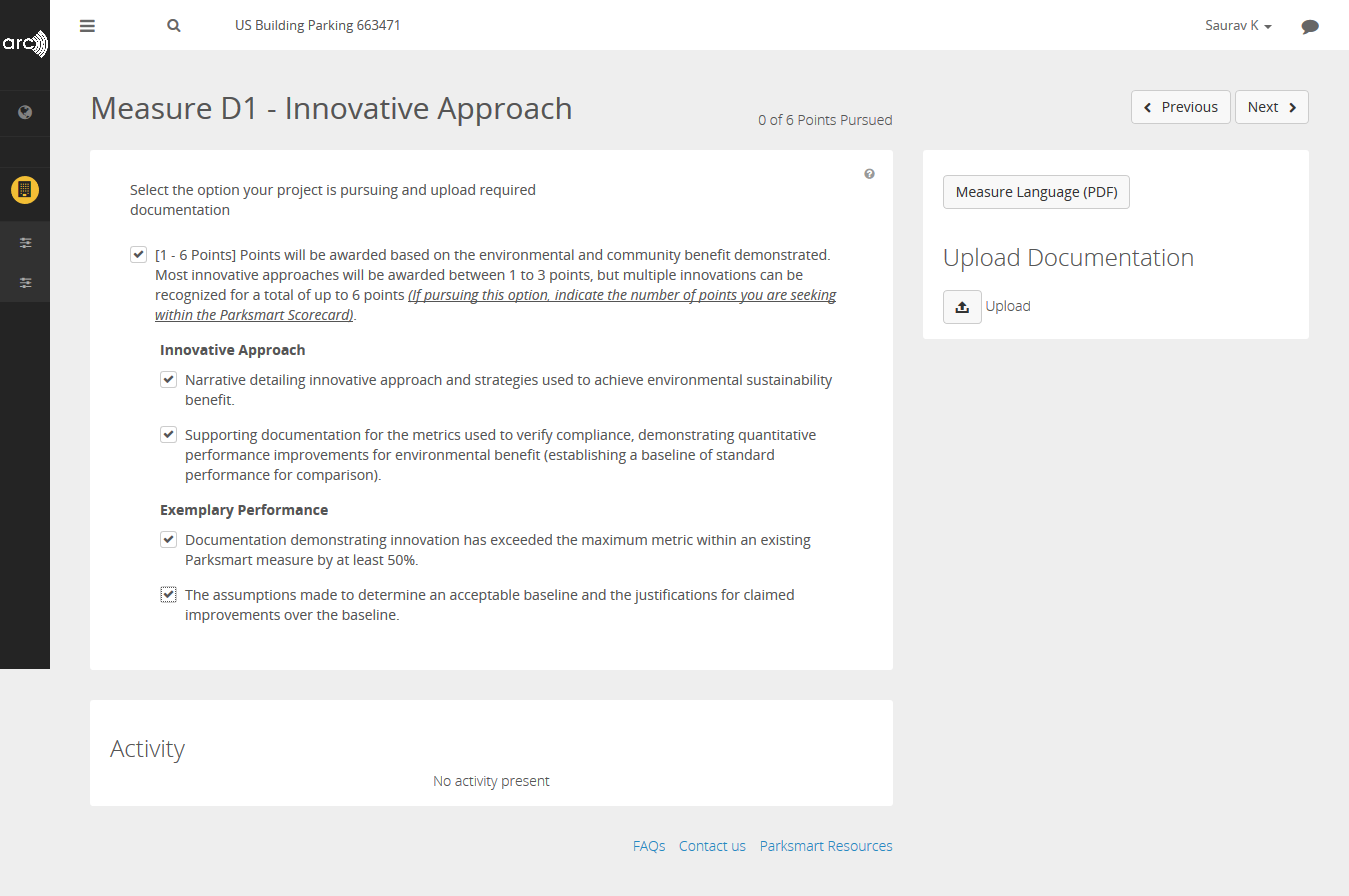 arc
US Building Parking 663471
Saurav K
Measure D1 - Innovative Approach
0 of 6 Points Pursued
Previous
Next
Select the option your project is pursuing and upload required
documentation
[1 - 6 Points] Points will be awarded based on the environmental and community benefit demonstrated.
Most innovative approaches will be awarded between 1 to 3 points, but multiple innovations can be
recognized for a total of up to 6 points (If pursuing this option, indicate the number of points you are seeking
within the Parksmart Scorecard).
Innovative Approach
Narrative detailing innovative approach and strategies used to achieve environmental sustainability
benefit.
Supporting documentation for the metrics used to verify compliance, demonstrating quantitative
performance improvements for environmental benefit (establishing a baseline of standard
performance for comparison).
Exemplary Performance
Documentation demonstrating innovation has exceeded the maximum metric within an existing
Parksmart measure by at least 50%.
The assumptions made to determine an acceptable baseline and the justifications for claimed
improvements over the baseline.
Measure Language (PDF)
Upload Documentation
Upload
Activity
No activity present
FAQs Contact us Parksmart Resources